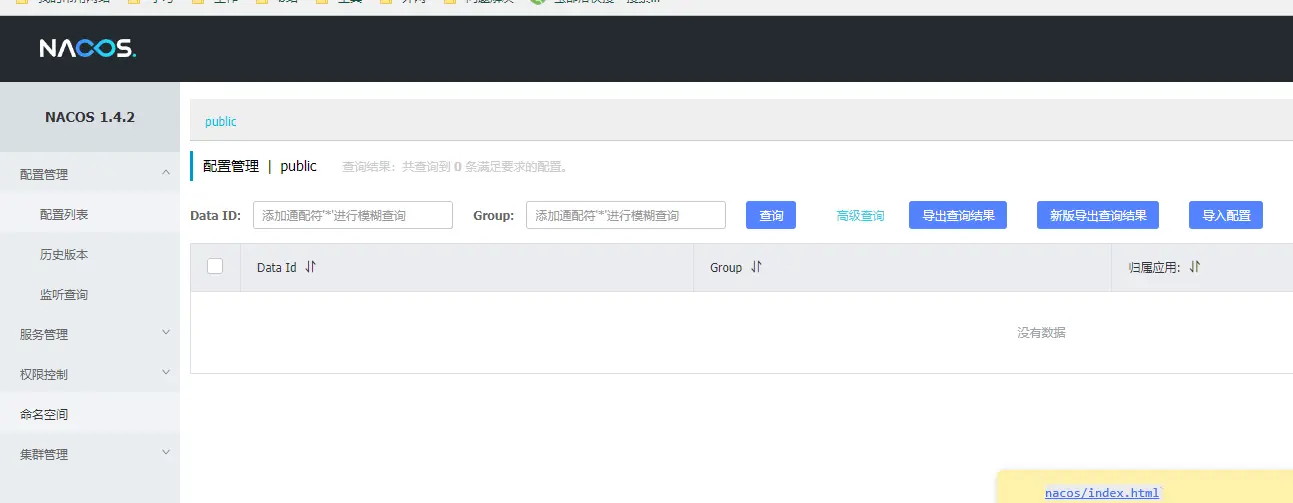 NACOS.
NACOS 1.4.2
public
配置管理
配置管理 | public 查询结果：共查询到 0 条满足要求的配置。
配置列表
Data ID: 添加通配符'*'进行模糊查询 Group: 添加通配符'*'进行模糊查询 查询 高级查询 导出查询结果 新版导出查询结果 导入配置
历史版本
Data Id Group 归属应用:
监听查询
服务管理
没有数据
权限控制
命名空间
集群管理
nacos/index.html